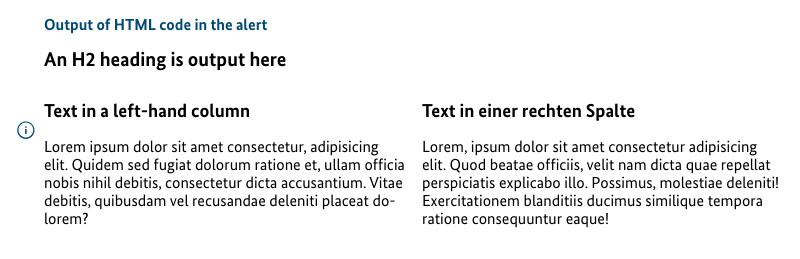 Output of HTML code in the alert
An H2 heading is output here
Text in a left-hand column
Lorem ipsum dolor sit amet consectetur, adipisicing
elit. Quidem sed fugiat dolorum ratione et, ullam officia
nobis nihil debitis, consectetur dicta accusantium. Vitae
debitis, quibusdam vel recusandae deleniti placeat do-
lorem?
Text in einer rechten Spalte
Lorem, ipsum dolor sit amet consectetur adipisicing
elit. Quod beatae officiis, velit nam dicta quae repellat
perspiciatis explicabo illo. Possimus, molestiae deleniti!
Exercitationem blanditiis ducimus similique tempora
ratione consequuntur eaque!